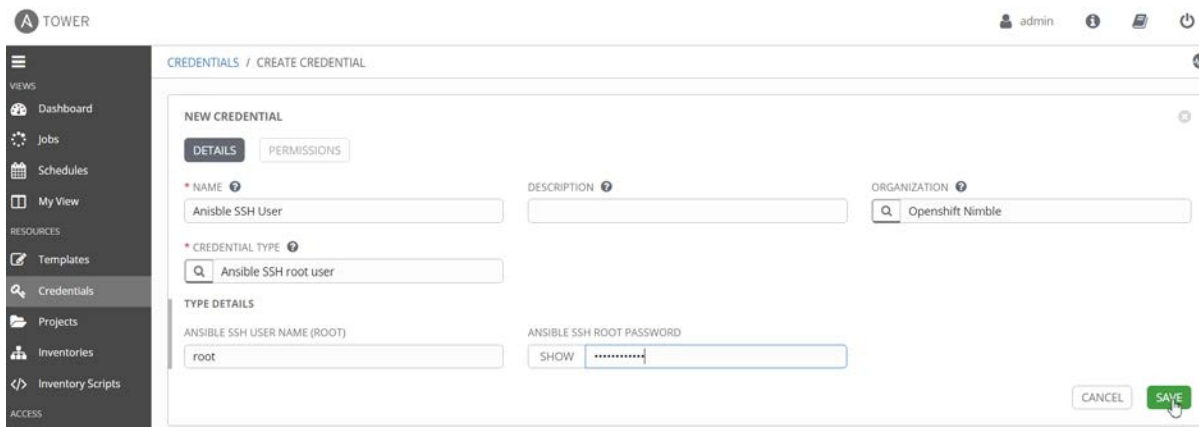 A TOWER
admin
VIEWS
Dashboard
Jobs
Schedules
My View
RESOURCES
Templates
Credentials
Projects
Inventories
Inventory Scripts
ACCESS
CREDENTIALS / CREATE CREDENTIAL
NEW CREDENTIAL
DETAILS PERMISSIONS
* NAME DESCRIPTION ORGANIZATION
Anisble SSH User Openshift Nimble
* CREDENTIAL TYPE
Ansible SSH root user
TYPE DETAILS
ANSIBLE SSH USER NAME (ROOT) ANSIBLE SSH ROOT PASSWORD
root SHOW ••••••••••••
CANCEL SAVE